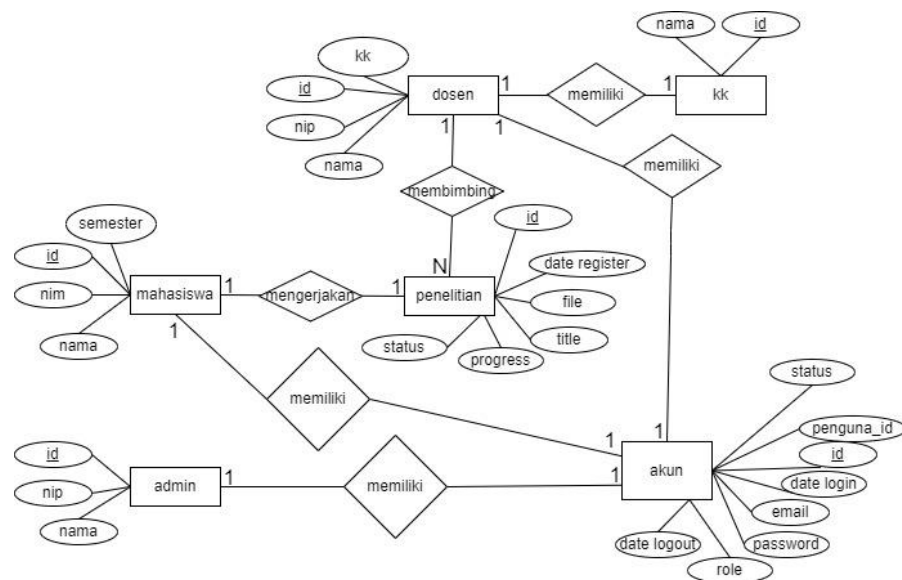 nama
id
kk
id
dosen
1
memiliki
1
kk
nip
1
1
nama
memiliki
membimbing
semester
id
id
N
date register
nim
mahasiswa
1
mengerjakan
1
penelitian
file
1
nama
status
progress
title
memiliki
status
penguna_id
1
1
id
id
akun
date login
nip
admin
1
memiliki
1
email
nama
date logout
password
role